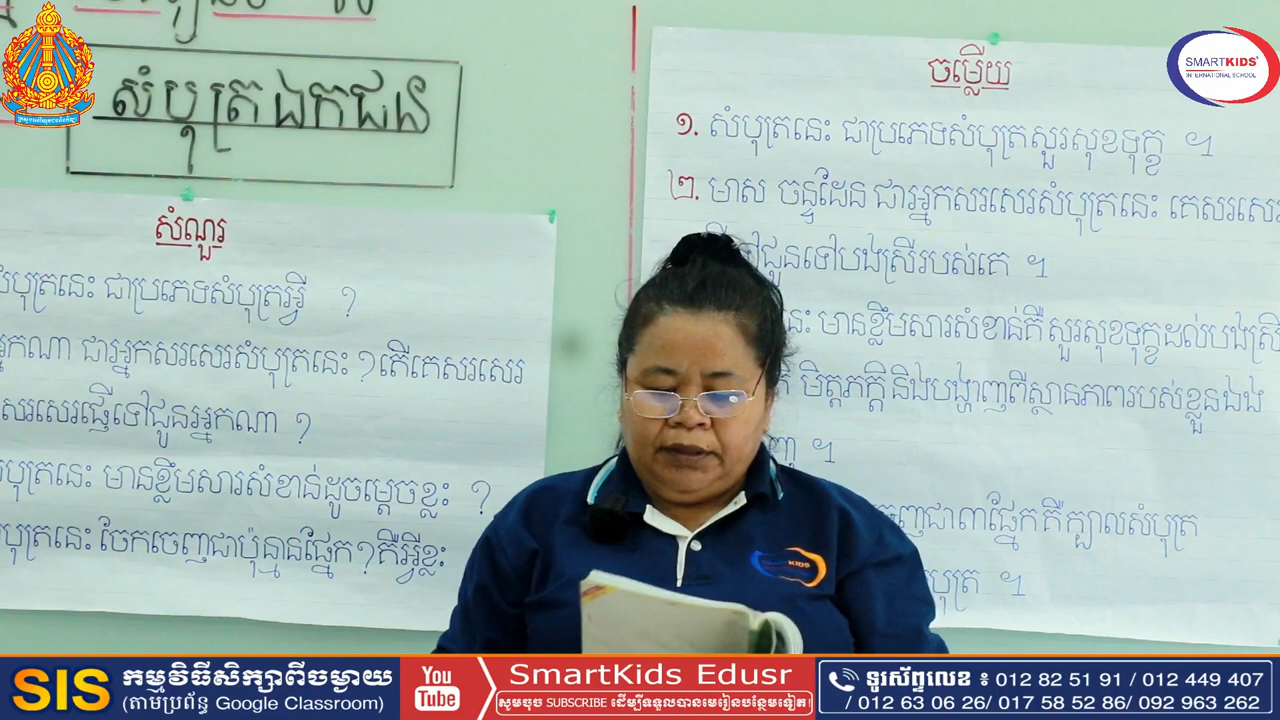 សំបុត្រឯកជន
សំណួរ
សំបុត្រនេះ ជាប្រភេទសំបុត្រអ្វី ?
អ្នកណា ជាអ្នកសរសេរសំបុត្រនេះ ? តើគេសរសេរ
សរសេរផ្ញើទៅជូនអ្នកណា ?
បុត្រនេះ មានខ្លឹមសារសំខាន់ដូចម្ដេចខ្លះ ?
បុត្រនេះ ចែកចេញជាប៉ុន្មានផ្នែក ? គឺអ្វីខ្លះ
ចម្លើយ
១. សំបុត្រនេះ ជាប្រភេទសំបុត្រសួរសុខទុក្ខ ។
២. មាស ចន្ទដែន ជាអ្នកសរសេរសំបុត្រនេះ គេសរសេរ
ទៅជូនទៅបងស្រីរបស់គេ ។
នេះ មានខ្លឹមសារសំខាន់គឺ សួរសុខទុក្ខដល់បងស្រី
មិត្តភក្ដិ និងបង្ហាញពីស្ថានភាពរបស់ខ្លួនឯង
។
ចេញជា៣ផ្នែក គឺក្បាលសំបុត្រ
បុត្រ ។
SMARTKIDS
INTERNATIONAL SCHOOL
SMARTKIDS
SIS កម្មវិធីសិក្សាពីចម្ងាយ
(តាមប្រព័ន្ធ Google Classroom)
You Tube
SmartKids Edusr
សូមចុច SUBSCRIBE ដើម្បីទទួលបានមេរៀនបន្ថែមទៀត!
ទូរស័ព្ទលេខ ៖ 012 82 51 91 / 012 449 407
/ 012 63 06 26/ 017 58 52 86/ 092 963 262